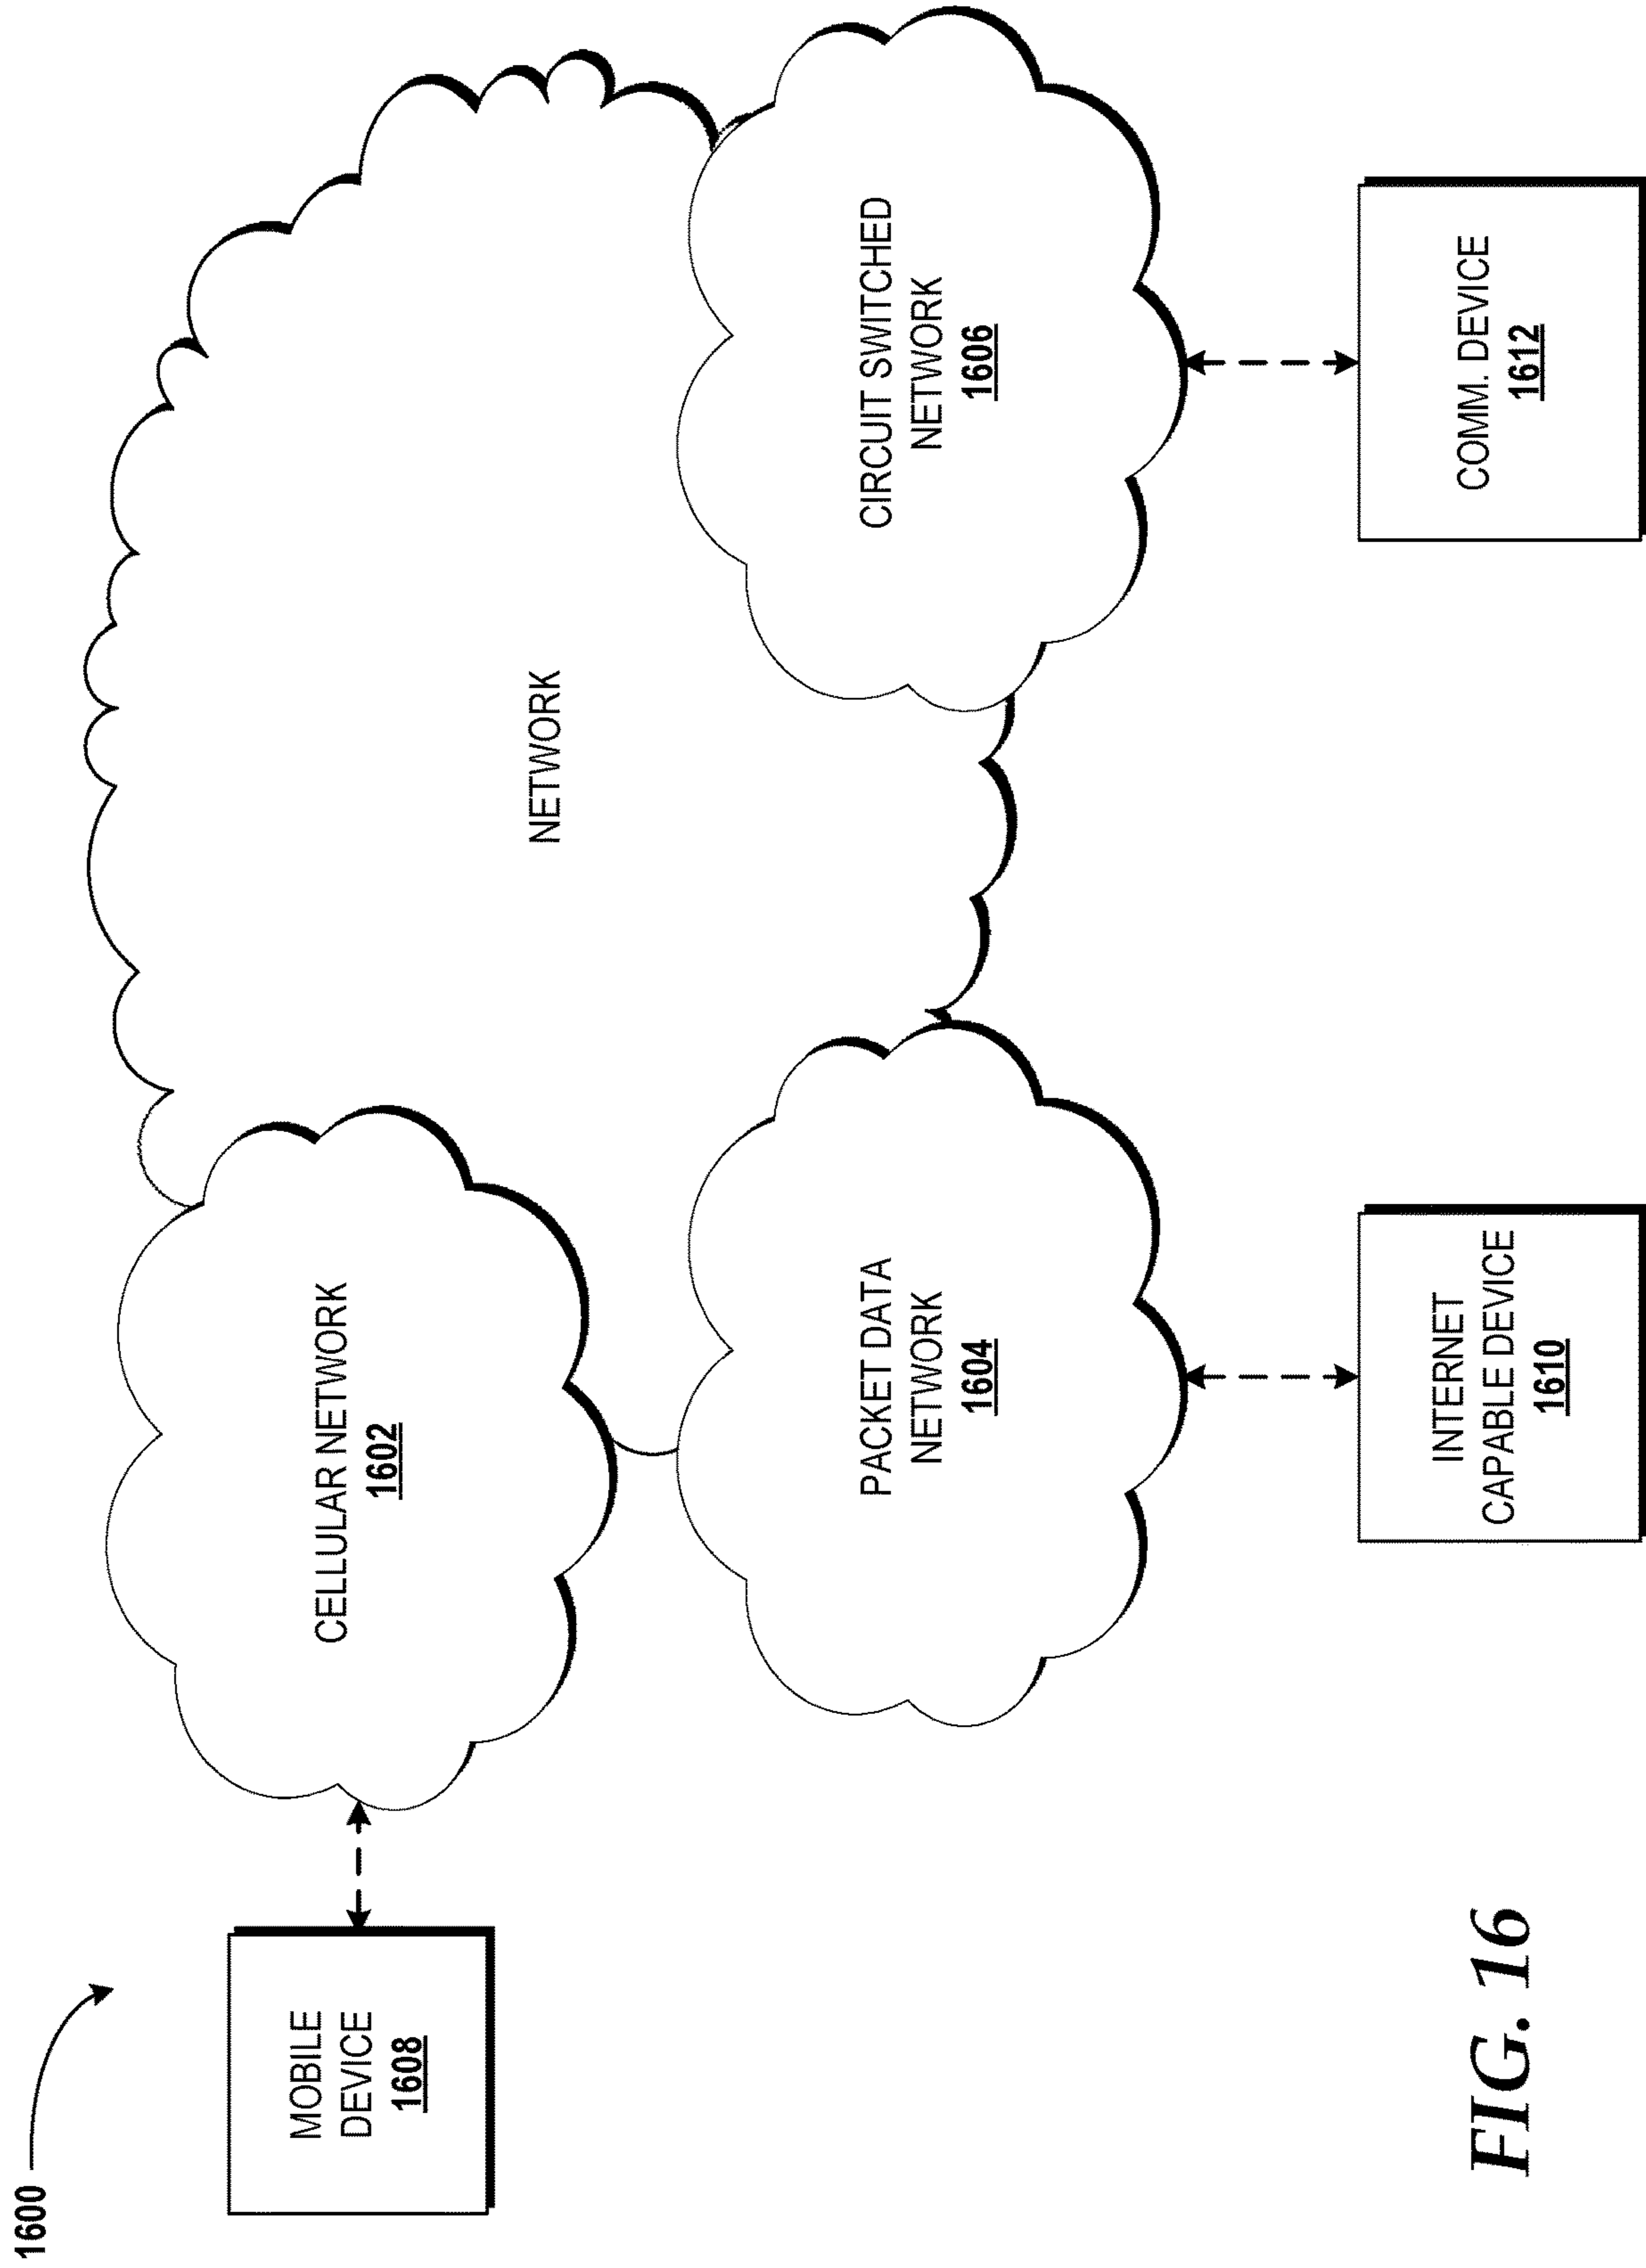 1600
MOBILE
DEVICE
1608
CELLULAR NETWORK
1602
NETWORK
PACKET DATA
NETWORK
1604
CIRCUIT SWITCHED
NETWORK
1606
INTERNET
CAPABLE DEVICE
1610
COMM. DEVICE
1612
FIG. 16